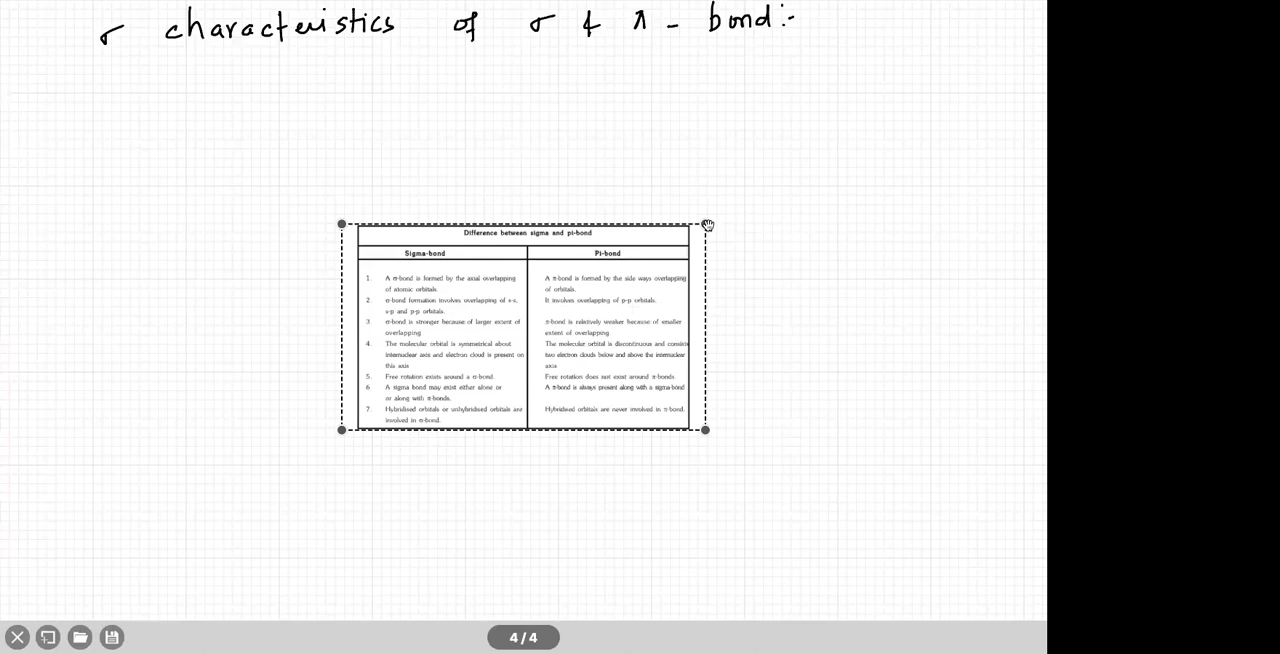 characteristics of σ & π - bond :-
Difference between sigma and pi-bond
Sigma-bond
Pi-bond
1. A σ-bond is formed by the axial overlapping
of atomic orbitals.
A π-bond is formed by the side ways overlapping
of orbitals.
2. σ-bond formation involves overlapping of s-s,
s-p and p-p orbitals.
It involves overlapping of p-p orbitals.
3. σ-bond is stronger because of larger extent of
overlapping
π-bond is relatively weaker because of smaller
extent of overlapping
4. The molecular orbital is symmetrical about
internuclear axis and electron cloud is present on
this axis
The molecular orbital is discontinuous and consists
two electron clouds below and above the internuclear
axis
5. Free rotation exists around a σ-bond.
Free rotation does not exist around π-bonds
6 A sigma bond may exist either alone or
or along with π-bonds.
A π-bond is always present along with a sigma-bond
7. Hybridised orbitals or unhybridised orbitals are
involved in σ-bond.
Hybridised orbitals are never involved in π-bond.
4/4